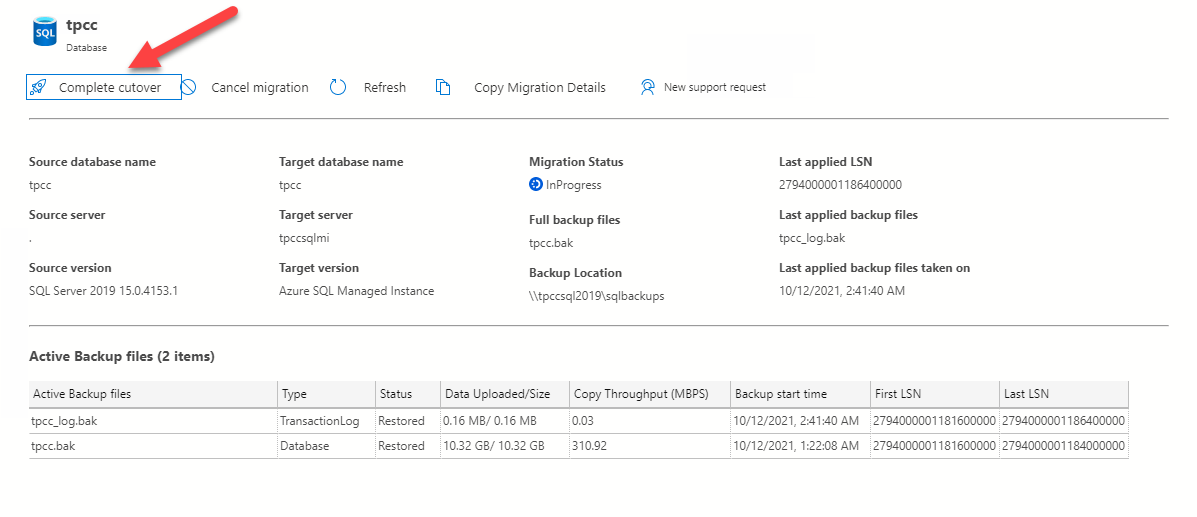 SQL
tpcc
Database
Complete cutover Cancel migration Refresh Copy Migration Details New support request
Source database name Target database name Migration Status Last applied LSN
tpcc tpcc InProgress 2794000001186400000
Source server Target server Full backup files Last applied backup files
. tpccsqlmi tpcc.bak tpcc_log.bak
Source version Target version Backup Location Last applied backup files taken on
SQL Server 2019 15.0.4153.1 Azure SQL Managed Instance \\tpccsql2019\sqlbackups 10/12/2021, 2:41:40 AM
Active Backup files (2 items)
Active Backup files Type Status Data Uploaded/Size Copy Throughput (MBPS) Backup start time First LSN Last LSN
tpcc_log.bak TransactionLog Restored 0.16 MB/ 0.16 MB 0.03 10/12/2021, 2:41:40 AM 2794000001181600000 2794000001186400000
tpcc.bak Database Restored 10.32 GB/ 10.32 GB 310.92 10/12/2021, 1:22:08 AM 2794000001181600000 2794000001184000000